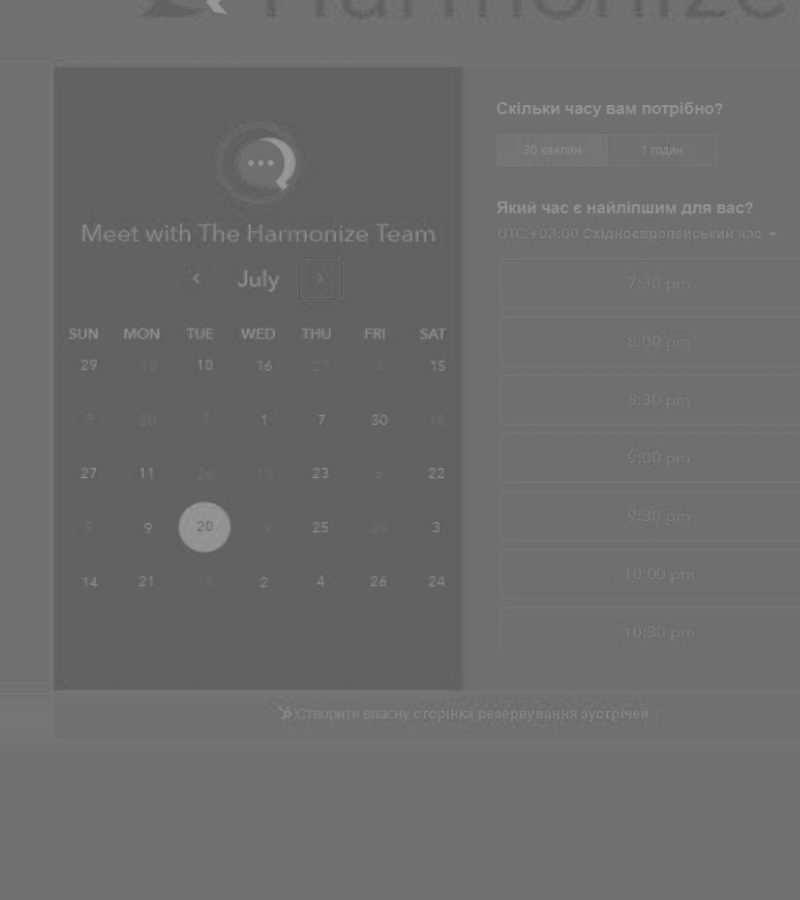 Harmonize
Meet with The Harmonize Team
July
SUN MON TUE WED THU FRI SAT
29 10 10 16 27 4 15
9 20 7 1 7 30 18
27 11 26 10 23 6 22
5 9 20 19 25 29 3
14 21 19 2 4 26 24
Скільки часу вам потрібно?
30 хвилин 1 годин
Який час є найліпшим для вас?
UTC +03:00 Східноєвропейський час
7:30 pm
8:00 pm
8:30 pm
9:00 pm
9:30 pm
10:00 pm
10:30 pm
Створити власну сторінка резервування зустрічей